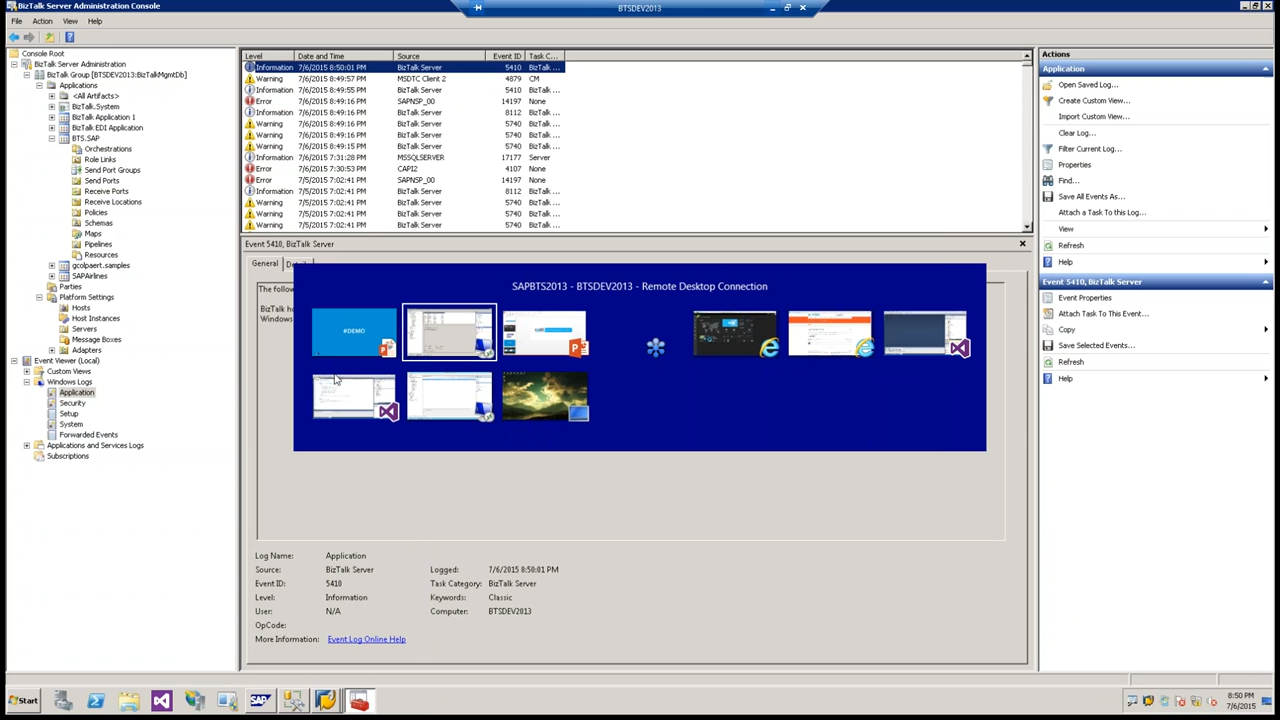 BizTalk Server Administration Console
BTSDEV2013
File Action View Help
Console Root
BizTalk Server Administration
BizTalk Group [BTSDEV2013:BizTalkMgmtDb]
Applications
<All Artifacts>
BizTalk.System
BizTalk Application 1
BizTalk EDI Application
BTS.SAP
Orchestrations
Role Links
Send Port Groups
Send Ports
Receive Ports
Receive Locations
Policies
Schemas
Maps
Pipelines
Resources
gcolpaert.samples
SAPAirlines
Parties
Platform Settings
Hosts
Host Instances
Servers
Message Boxes
Adapters
Event Viewer (Local)
Custom Views
Windows Logs
Application
Security
Setup
System
Forwarded Events
Applications and Services Logs
Subscriptions
Level Date and Time Source Event ID Task C...
Information 7/6/2015 8:50:01 PM BizTalk Server 5410 BizTalk ...
Warning 7/6/2015 8:49:57 PM MSDTC Client 2 4879 CM
Information 7/6/2015 8:49:55 PM BizTalk Server 5410 BizTalk ...
Error 7/6/2015 8:49:16 PM SAPNSP_00 14197 None
Information 7/6/2015 8:49:16 PM BizTalk Server 8112 BizTalk ...
Warning 7/6/2015 8:49:16 PM BizTalk Server 5740 BizTalk ...
Warning 7/6/2015 8:49:16 PM BizTalk Server 5740 BizTalk ...
Warning 7/6/2015 8:49:16 PM BizTalk Server 5740 BizTalk ...
Information 7/6/2015 7:31:28 PM MSSQLSERVER 17177 Server
Error 7/6/2015 7:30:53 PM CAPI2 4107 None
Error 7/5/2015 7:02:41 PM SAPNSP_00 14197 None
Information 7/5/2015 7:02:41 PM BizTalk Server 8112 BizTalk ...
Warning 7/5/2015 7:02:41 PM BizTalk Server 5740 BizTalk ...
Warning 7/5/2015 7:02:41 PM BizTalk Server 5740 BizTalk ...
Warning 7/5/2015 7:02:41 PM BizTalk Server 5740 BizTalk ...
Event 5410, BizTalk Server
General
The follow
BizTalk ho
Windows
SAPBTS2013 - BTSDEV2013 - Remote Desktop Connection
#DEMO
Log Name: Application
Source: BizTalk Server Logged: 7/6/2015 8:50:01 PM
Event ID: 5410 Task Category: BizTalk Server
Level: Information Keywords: Classic
User: N/A Computer: BTSDEV2013
OpCode:
More Information: Event Log Online Help
Actions
Application
Open Saved Log...
Create Custom View...
Import Custom View...
Clear Log...
Filter Current Log...
Properties
Find...
Save All Events As...
Attach a Task To this Log...
View
Refresh
Help
Event 5410, BizTalk Server
Event Properties
Attach Task To This Event...
Copy
Save Selected Events...
Refresh
Help
Start
SAP
8:50 PM
7/6/2015